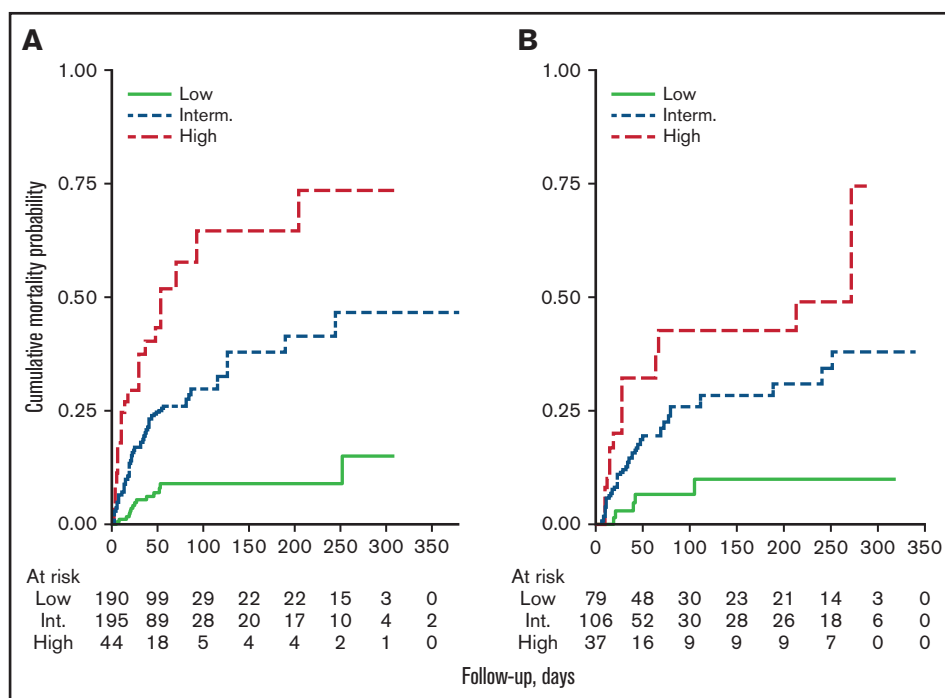 A
1.00
0.75
0.50
0.25
0.00
Cumulative mortality probability
Low
Interm.
High
0 50 100 150 200 250 300 350
At risk
Low 190 99 29 22 22 15 3 0
Int. 195 89 28 20 17 10 4 2
High 44 18 5 4 4 2 1 0
B
1.00
0.75
0.50
0.25
0.00
Low
Interm.
High
0 50 100 150 200 250 300 350
At risk
Low 79 48 30 23 21 14 3 0
Int. 106 52 30 28 26 18 6 0
High 37 16 9 9 9 7 0 0
Follow-up, days